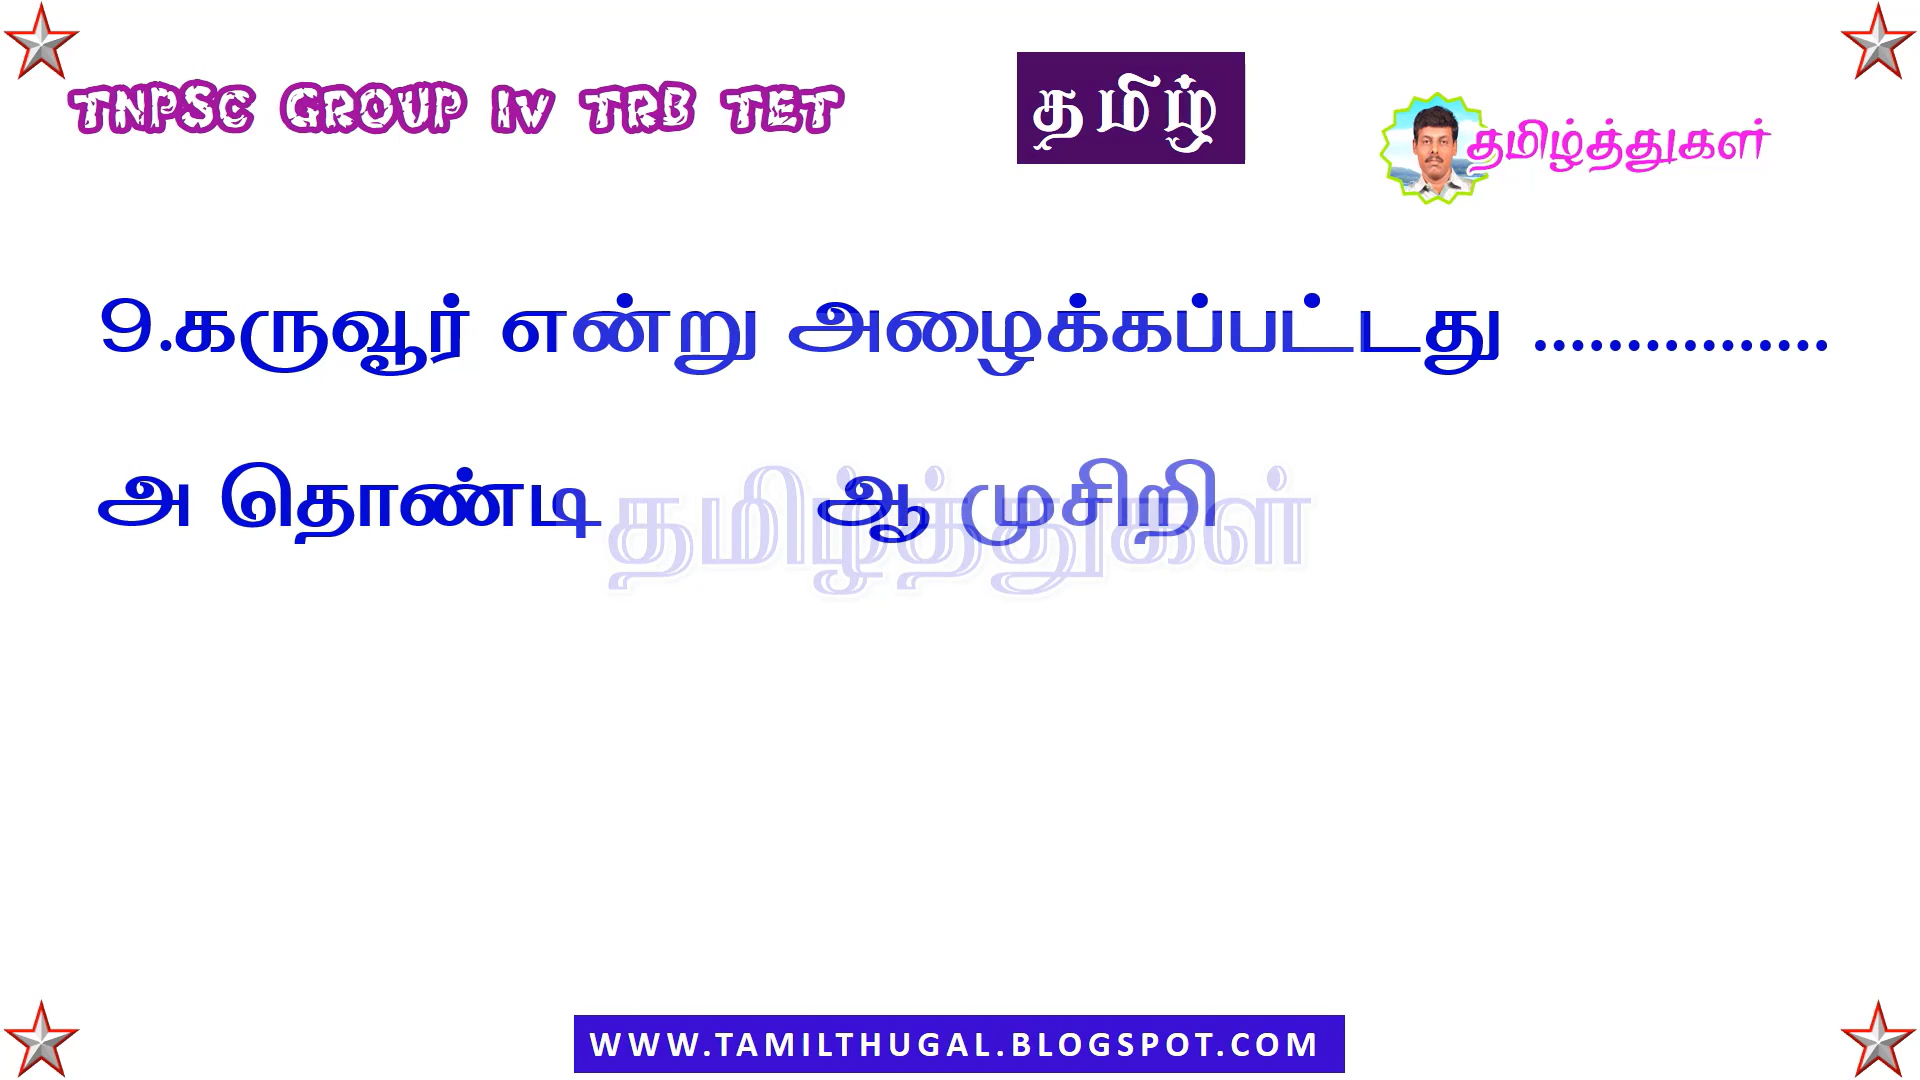 TNPSC GROUP IV TRB TET
தமிழ்
தமிழ்த்துகள்
9.கருவூர் என்று அழைக்கப்பட்டது ................
அ தொண்டி ஆ முசிறி
தமிழ்த்துகள்
WWW.TAMILTHUGAL.BLOGSPOT.COM